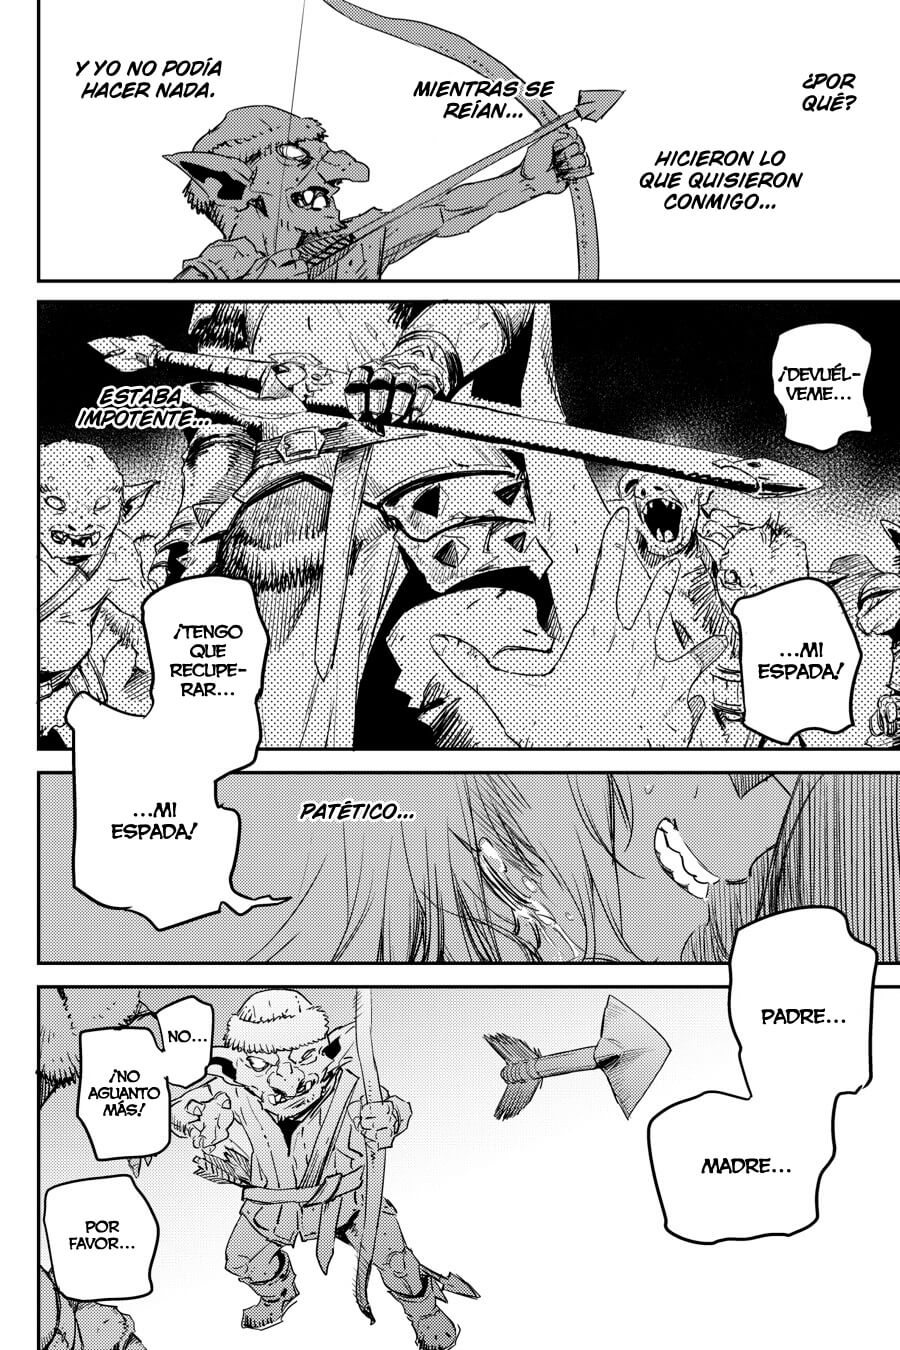 ¿POR
QUÉ?
HICIERON LO
QUE QUISIERON
CONMIGO...
MIENTRAS SE
REÍAN...
Y YO NO PODÍA
HACER NADA.
¡DEVUÉL-
VEME...
...MI
ESPADA!
ESTABA
IMPOTENTE...
¡TENGO
QUE
RECUPE-
RAR...
...MI
ESPADA!
PATÉTICO...
PADRE...
MADRE...
NO...
¡NO
AGUANTO
MÁS!
POR
FAVOR...